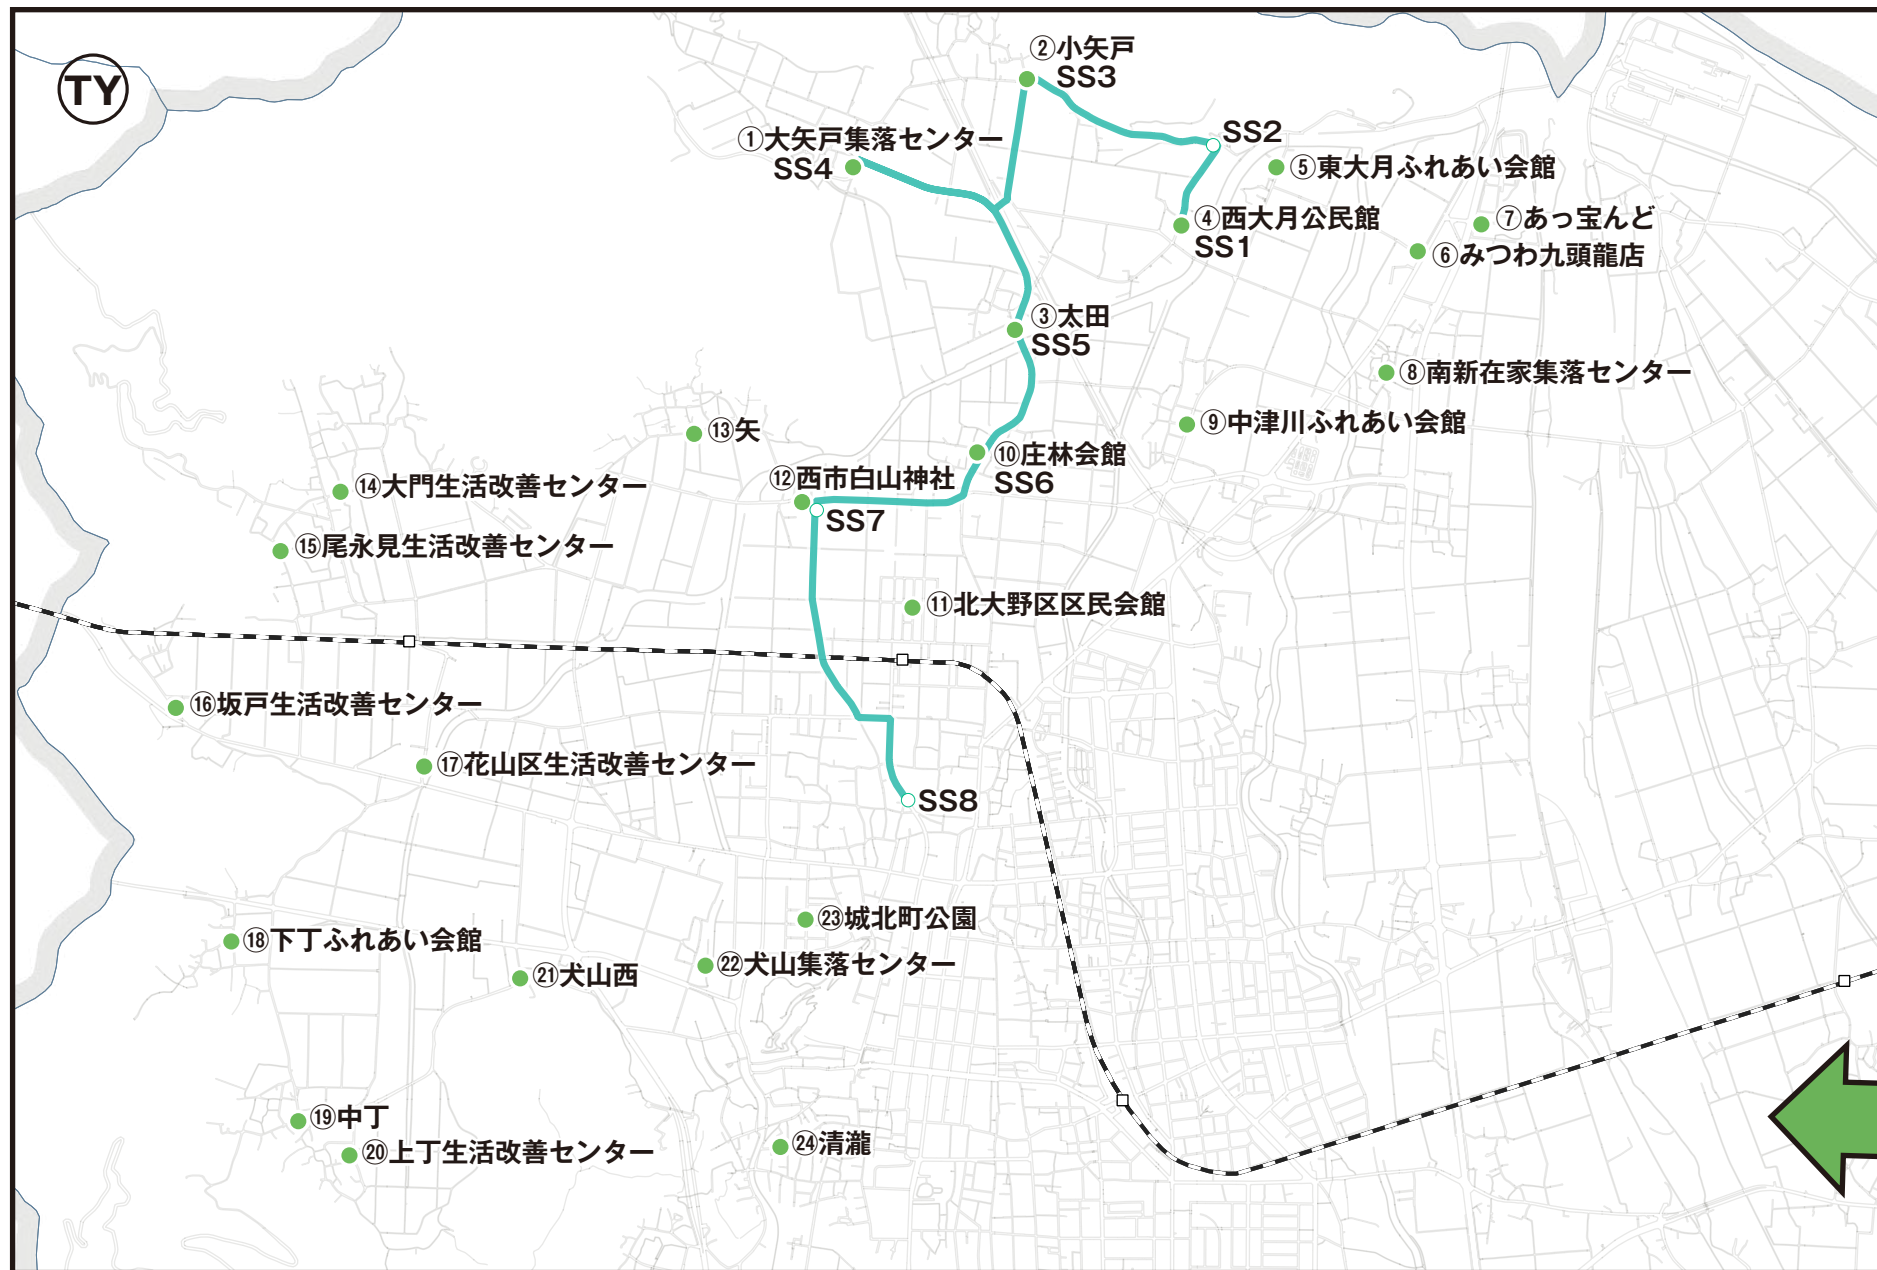 TY
②小矢戸
SS3
①大矢戸集落センター
SS4
SS2
⑤東大月ふれあい会館
④西大月公民館
SS1
⑦あっ宝んど
⑥みつわ九頭龍店
③太田
SS5
⑧南新在家集落センター
⑨中津川ふれあい会館
⑬矢
⑩庄林会館
SS6
⑫西市白山神社
SS7
⑭大門生活改善センター
⑮尾永見生活改善センター
⑪北大野区区民会館
⑯坂戸生活改善センター
⑰花山区生活改善センター
SS8
㉓城北町公園
⑱下丁ふれあい会館
㉒犬山集落センター
㉑犬山西
⑲中丁
⑳上丁生活改善センター
㉔清瀧